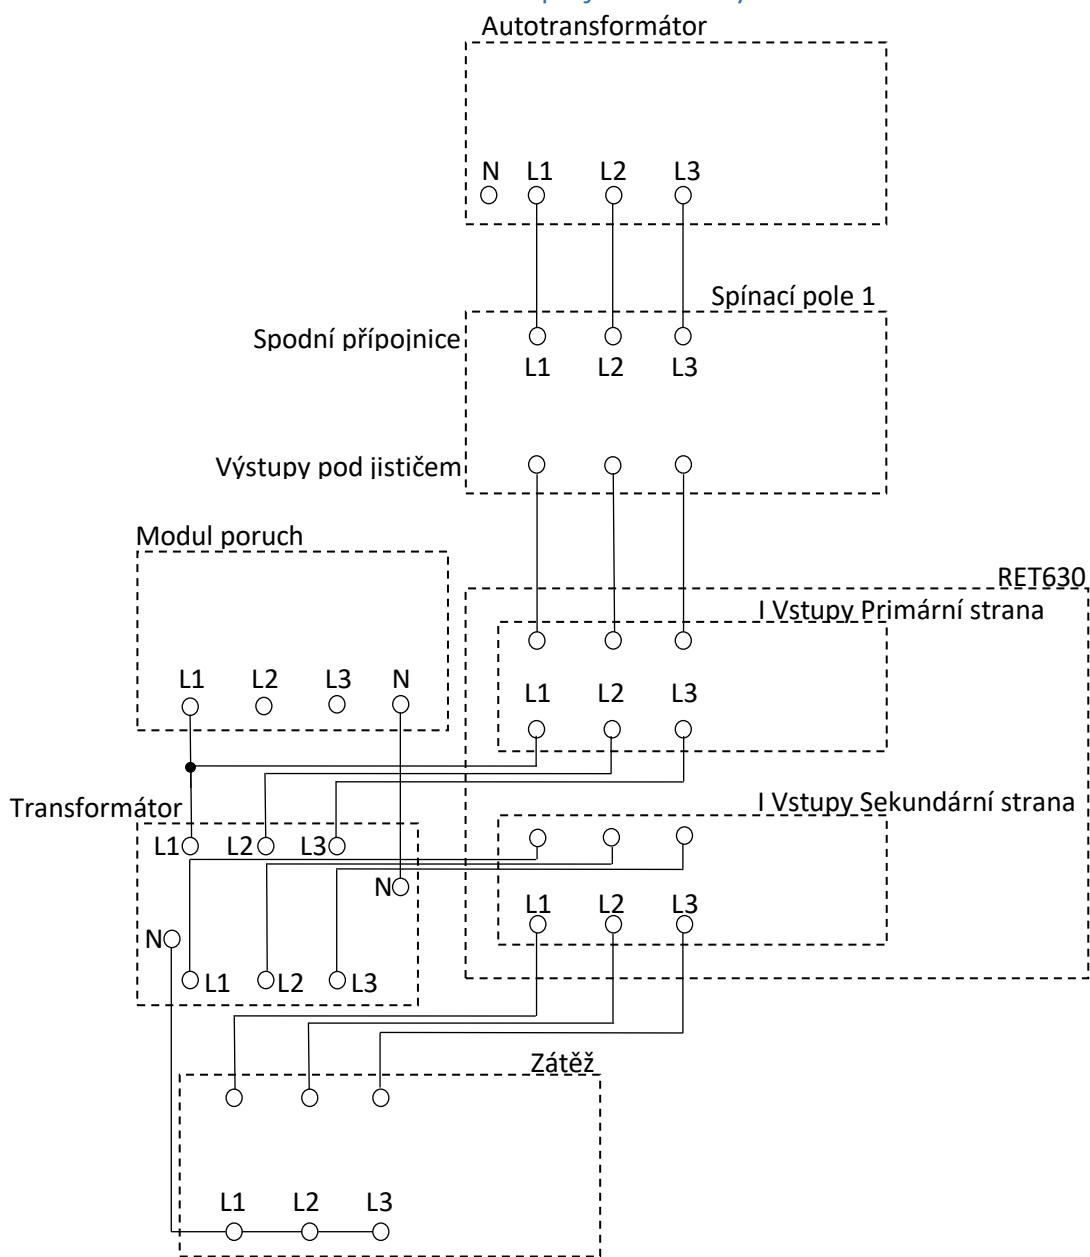 Autotransformátor
N L1 L2 L3
Spínací pole 1
Spodní přípojnice
L1 L2 L3
Výstupy pod jističem
Modul poruch
RET630
I Vstupy Primární strana
L1 L2 L3 N
L1 L2 L3
I Vstupy Sekundární strana
Transformátor
L1 L2 L3
N
L1 L2 L3
N
L1 L2 L3
Zátěž
L1 L2 L3